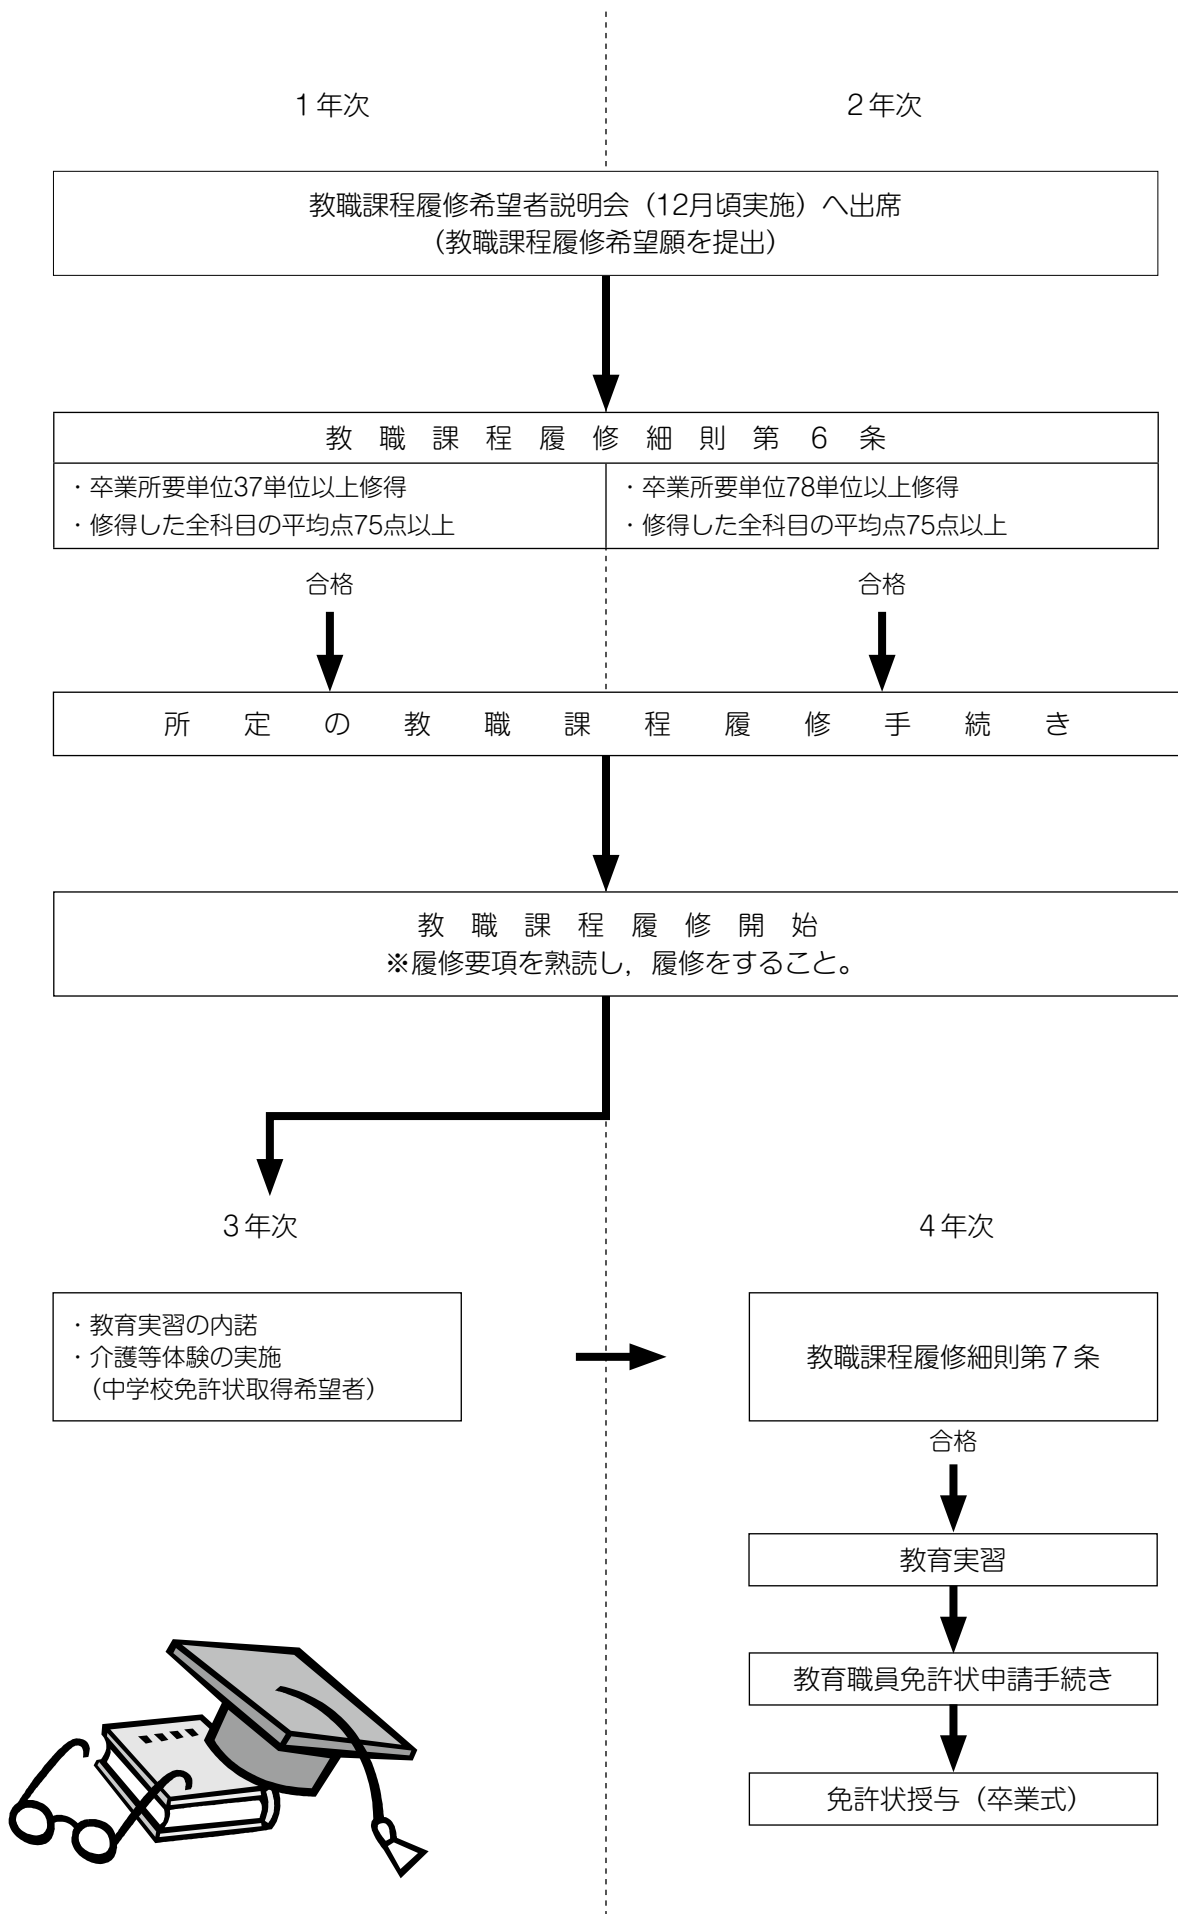 1年次
2年次
教職課程履修希望者説明会（12月頃実施）へ出席
（教職課程履修希望願を提出）
教職課程履修細則第6条
・卒業所要単位37単位以上修得
・修得した全科目の平均点75点以上
・卒業所要単位78単位以上修得
・修得した全科目の平均点75点以上
合格
合格
所定の教職課程履修手続き
教職課程履修開始
※履修要項を熟読し，履修をすること。
3年次
4年次
・教育実習の内諾
・介護等体験の実施
（中学校免許状取得希望者）
教職課程履修細則第7条
合格
教育実習
教育職員免許状申請手続き
免許状授与（卒業式）